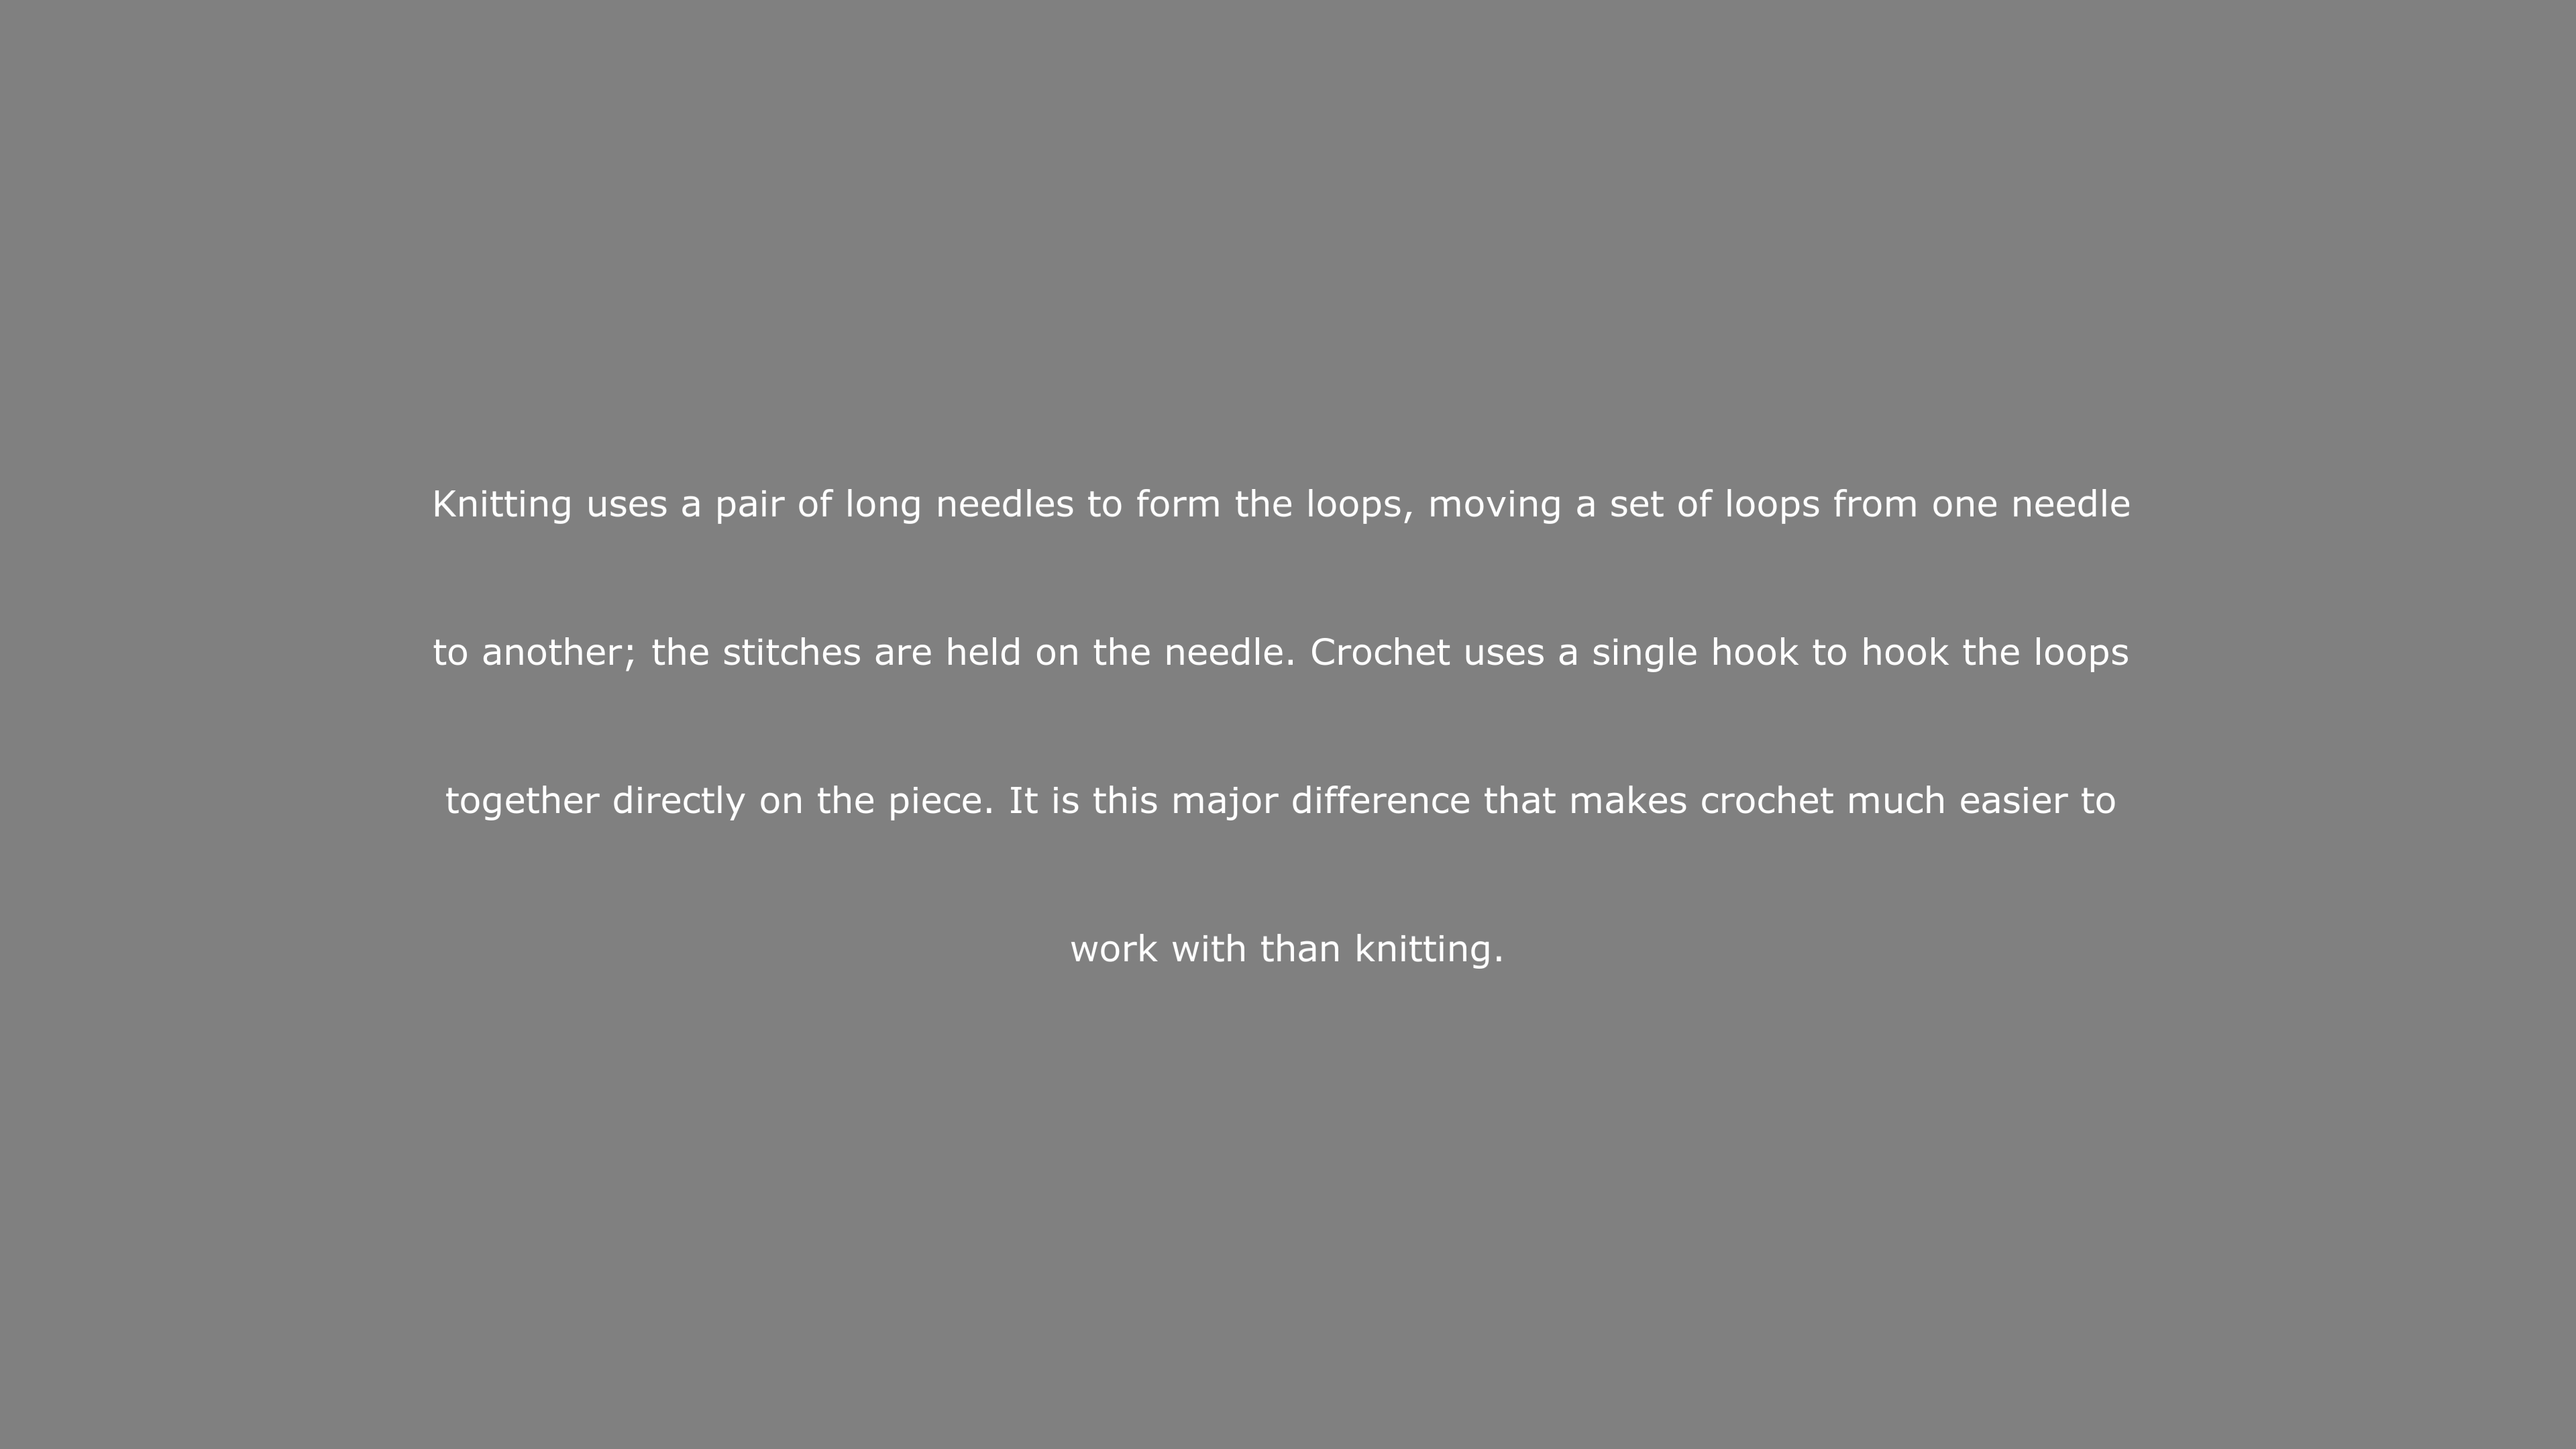 Knitting uses a pair of long needles to form the loops, moving a set of loops from one needle
to another; the stitches are held on the needle. Crochet uses a single hook to hook the loops
together directly on the piece. It is this major difference that makes crochet much easier to
work with than knitting.